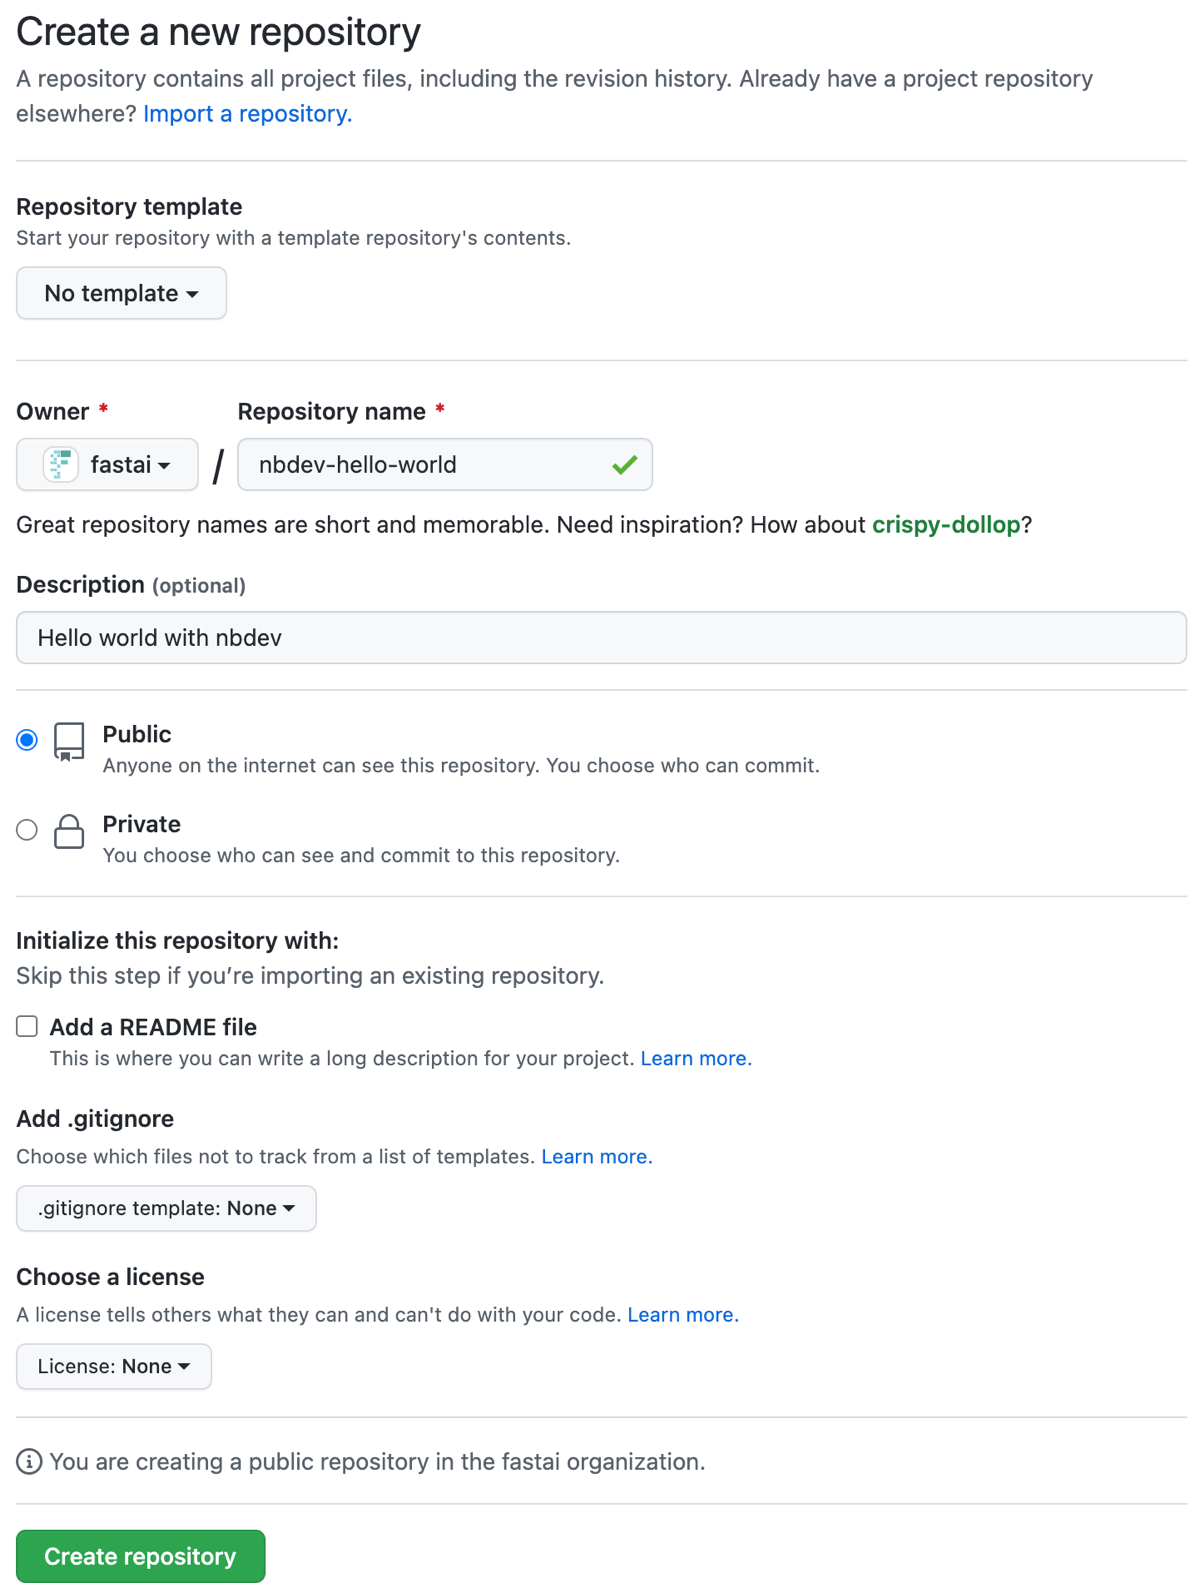 Create a new repository
A repository contains all project files, including the revision history. Already have a project repository
elsewhere? Import a repository.
Repository template
Start your repository with a template repository's contents.
No template
Owner * Repository name *
fastai / nbdev-hello-world
Great repository names are short and memorable. Need inspiration? How about crispy-dollop?
Description (optional)
Hello world with nbdev
Public
Anyone on the internet can see this repository. You choose who can commit.
Private
You choose who can see and commit to this repository.
Initialize this repository with:
Skip this step if you’re importing an existing repository.
Add a README file
This is where you can write a long description for your project. Learn more.
Add .gitignore
Choose which files not to track from a list of templates. Learn more.
.gitignore template: None
Choose a license
A license tells others what they can and can't do with your code. Learn more.
License: None
You are creating a public repository in the fastai organization.
Create repository